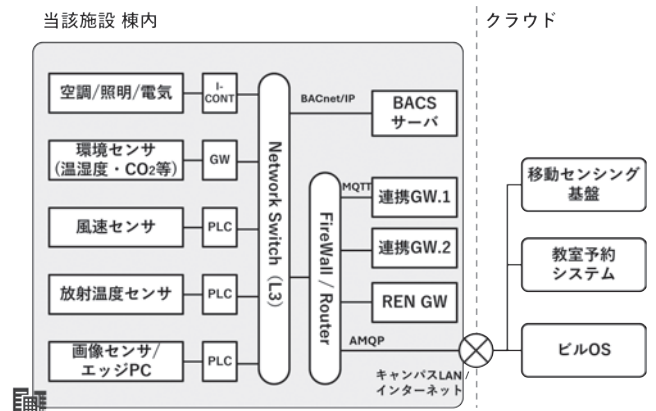 当該施設 棟内
クラウド
空調/照明/電気
I-
CONT
BACnet/IP
BACS
サーバ
環境センサ
(温湿度・CO2等)
GW
Network Switch (L3)
FireWall / Router
MQTT
連携GW.1
移動センシング
基盤
風速センサ
PLC
連携GW.2
教室予約
システム
放射温度センサ
PLC
REN GW
画像センサ/
エッジPC
PLC
AMQP
ビルOS
キャンパスLAN /
インターネット